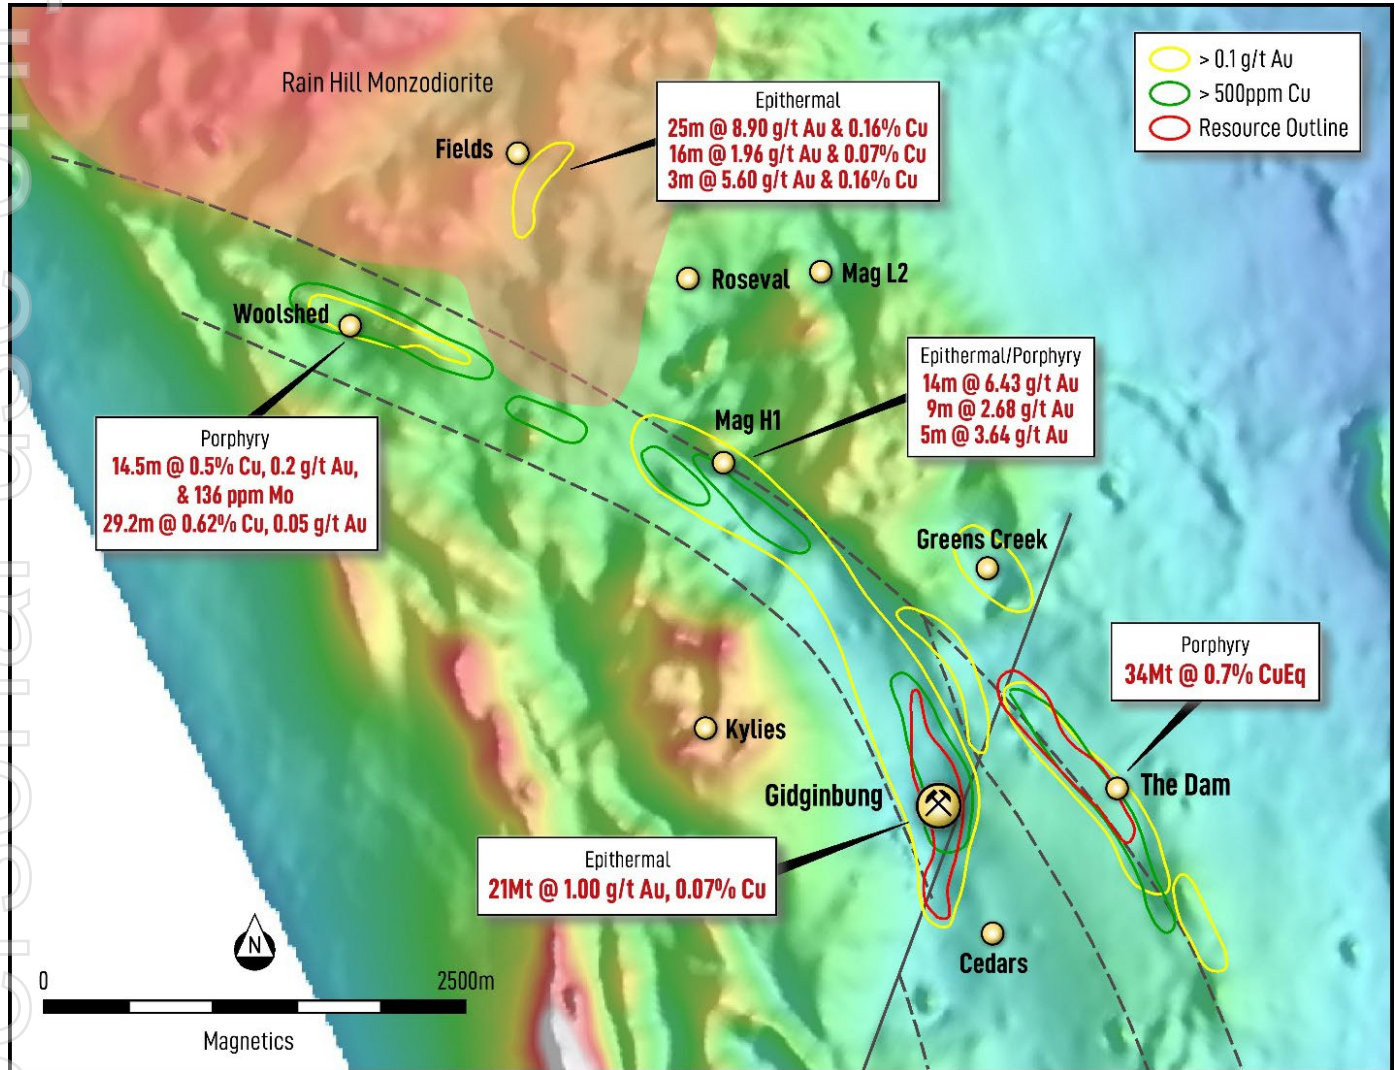 Rain Hill Monzodiorite
> 0.1 g/t Au
> 500ppm Cu
Resource Outline
Epithermal
25m @ 8.90 g/t Au & 0.16% Cu
16m @ 1.96 g/t Au & 0.07% Cu
3m @ 5.60 g/t Au & 0.16% Cu
Fields
Roseval
Mag L2
Woolshed
Epithermal/Porphyry
14m @ 6.43 g/t Au
9m @ 2.68 g/t Au
5m @ 3.64 g/t Au
Mag H1
Porphyry
14.5m @ 0.5% Cu, 0.2 g/t Au,
& 136 ppm Mo
29.2m @ 0.62% Cu, 0.05 g/t Au
Greens Creek
Porphyry
34Mt @ 0.7% CuEq
Kylies
Gidginbung
The Dam
Epithermal
21Mt @ 1.00 g/t Au, 0.07% Cu
Cedars
N
0
2500m
Magnetics